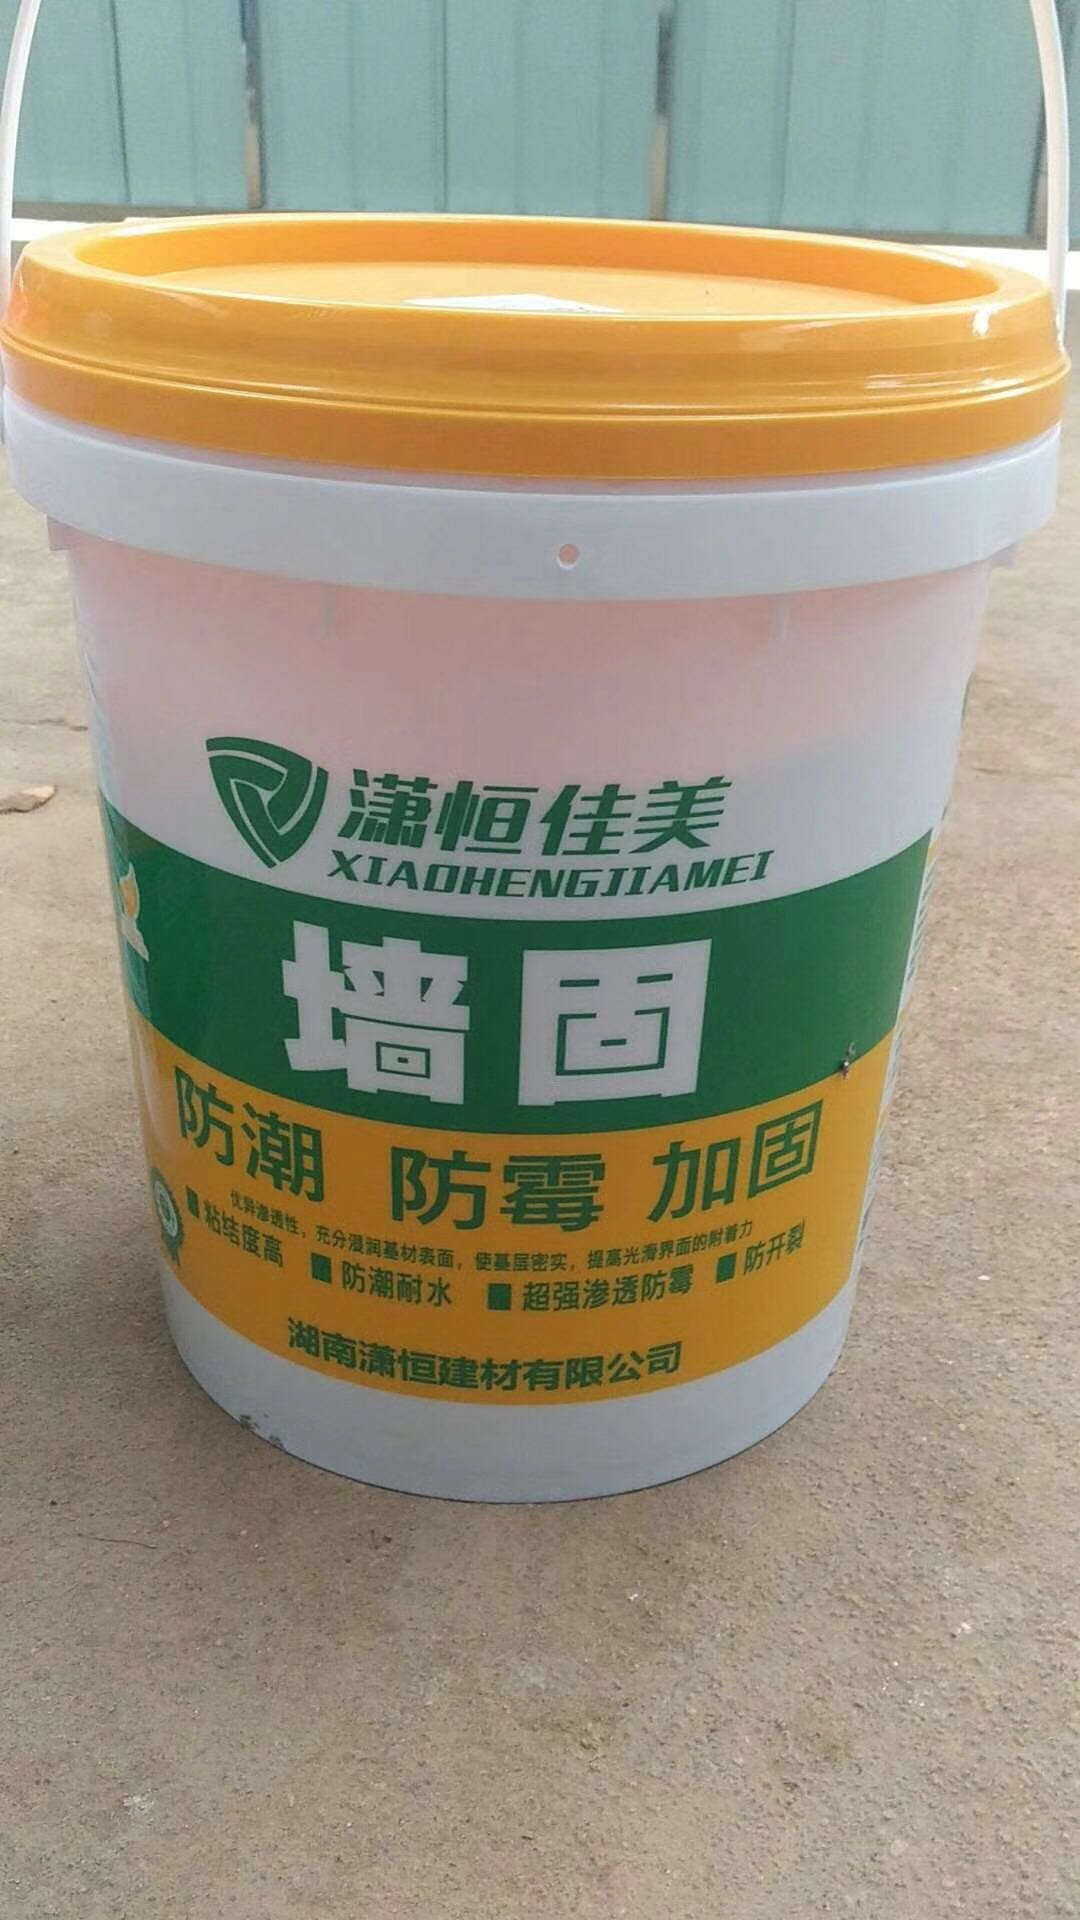 潇恒佳美
XIAOHENGJIAMEI
墙固
防潮 防霉 加固
优异渗透性，充分浸润基材表面，使基层密实，提高光滑界面的附着力
粘结度高 防潮耐水 超强渗透防霉 防开裂
湖南潇恒建材有限公司